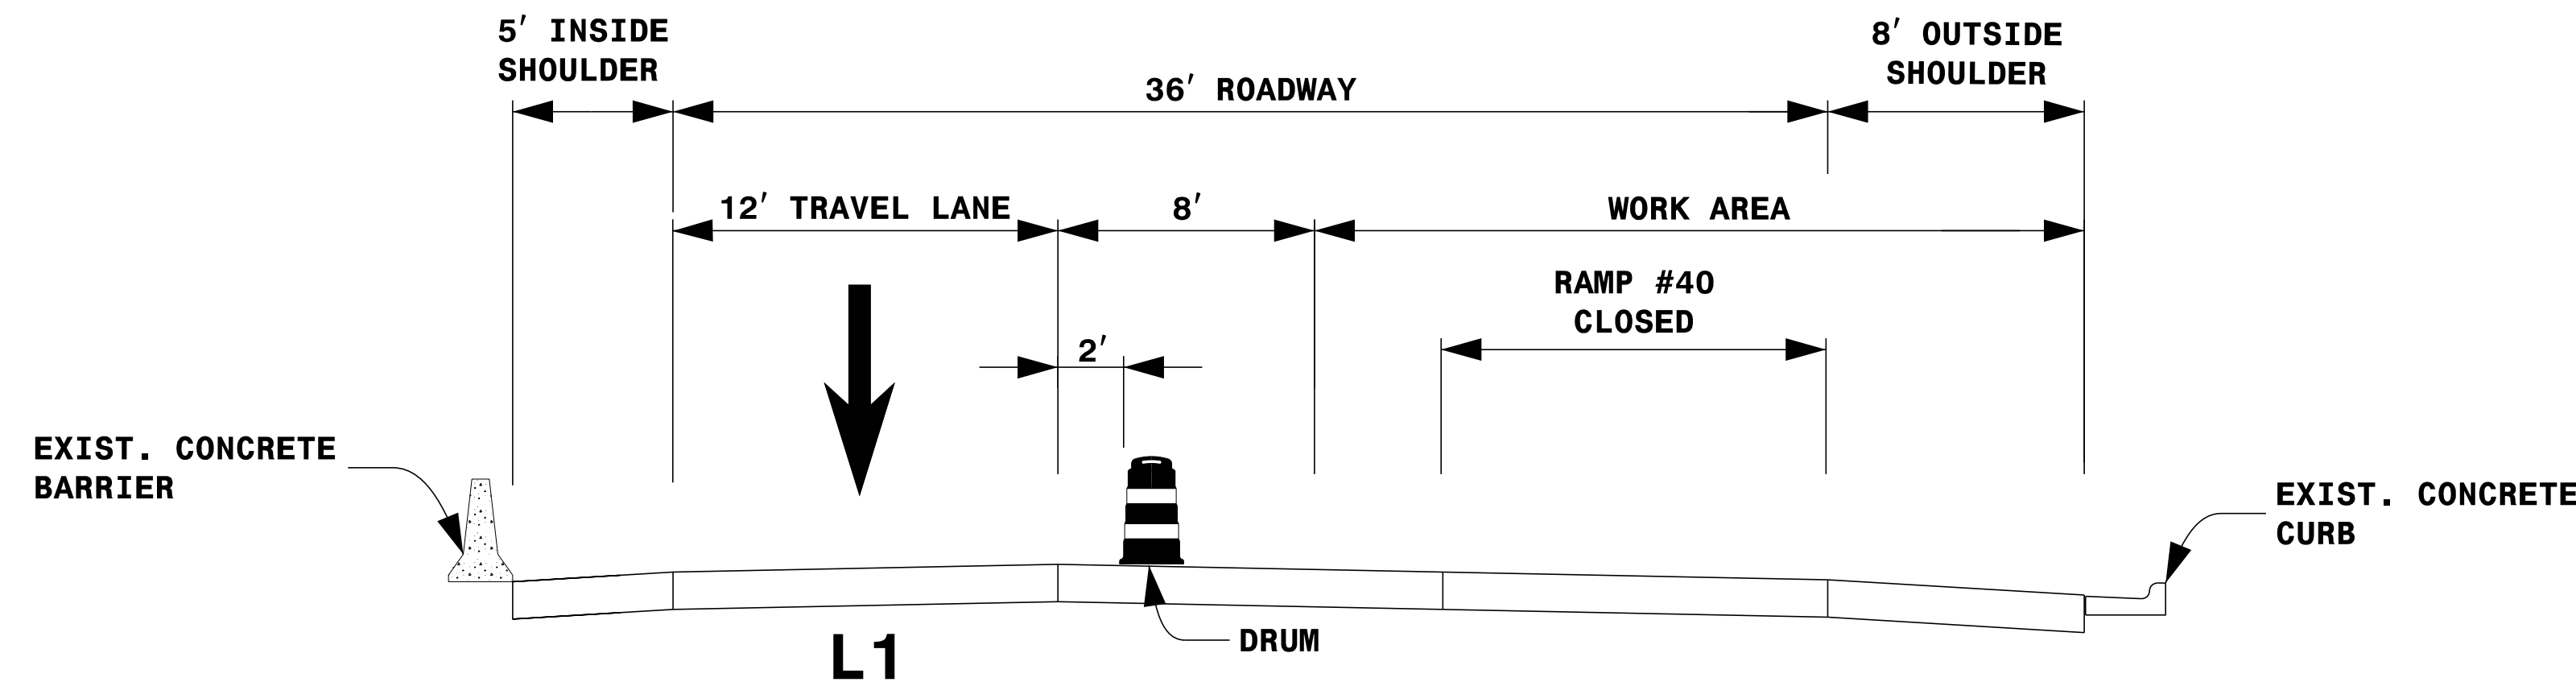 5' INSIDE
SHOULDER
36' ROADWAY
8' OUTSIDE
SHOULDER
12' TRAVEL LANE
8'
WORK AREA
RAMP #40
CLOSED
2'
EXIST. CONCRETE
BARRIER
EXIST. CONCRETE
CURB
DRUM
L1